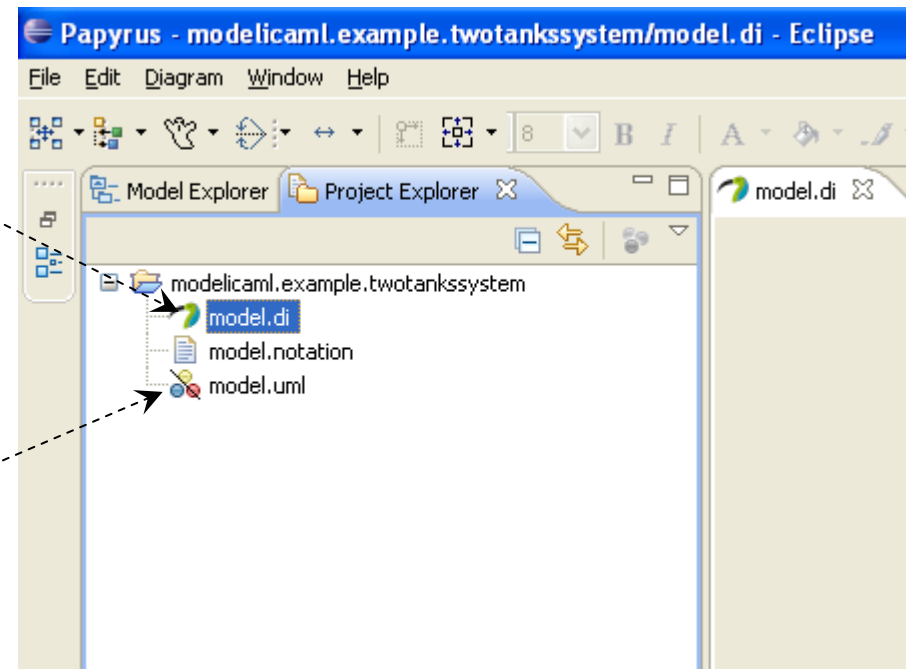 Papyrus - modelicaml.example.twotankssystem/model.di - Eclipse
File Edit Diagram Window Help
8 B I A
Model Explorer Project Explorer model.di
modelicaml.example.twotankssystem
model.di
model.notation
model.uml